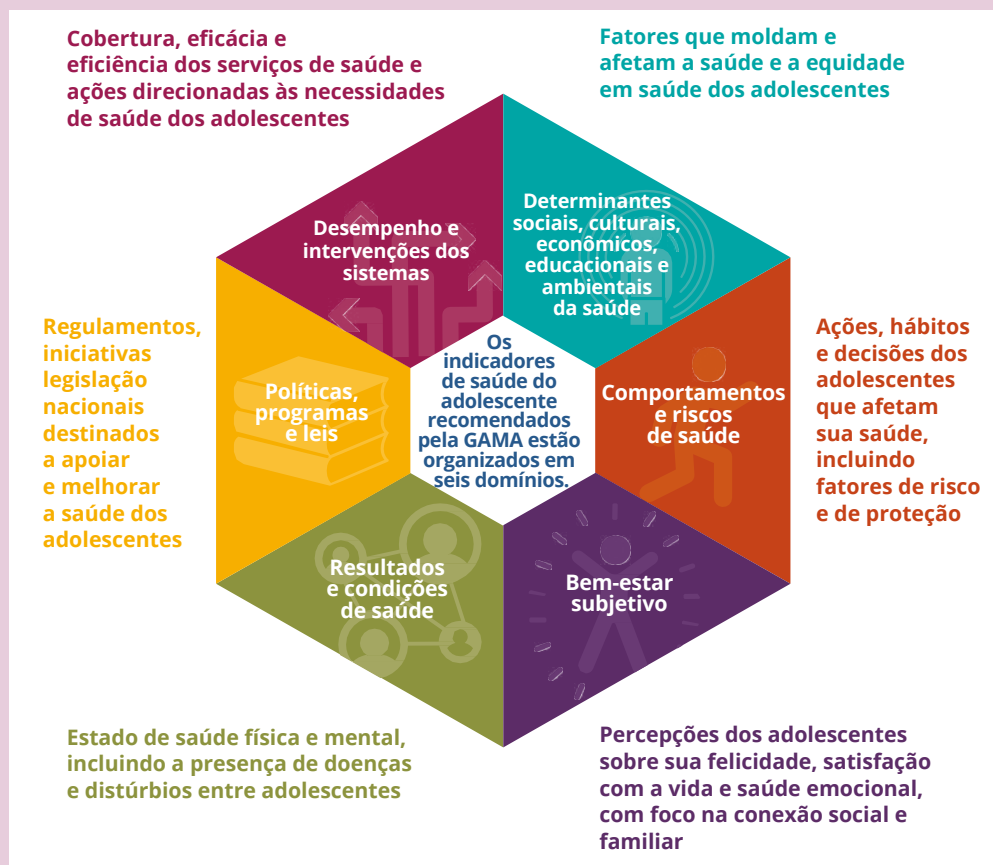 Cobertura, eficácia e
eficiência dos serviços de saúde e
ações direcionadas às necessidades
de saúde dos adolescentes
Fatores que moldam e
afetam a saúde e a equidade
em saúde dos adolescentes
Desempenho e
intervenções dos
sistemas
Determinantes
sociais, culturais,
econômicos,
educacionais e
ambientais
da saúde
Regulamentos,
iniciativas
legislação
nacionais
destinados
a apoiar
e melhorar
a saúde dos
adolescentes
Políticas,
programas
e leis
Os
indicadores
de saúde do
adolescente
recomendados
pela GAMA estão
organizados em
seis domínios.
Comportamentos
e riscos
de saúde
Ações, hábitos
e decisões dos
adolescentes
que afetam
sua saúde,
incluindo
fatores de risco
e de proteção
Resultados
e condições
de saúde
Bem-estar
subjetivo
Estado de saúde física e mental,
incluindo a presença de doenças
e distúrbios entre adolescentes
Percepções dos adolescentes
sobre sua felicidade, satisfação
com a vida e saúde emocional,
com foco na conexão social e
familiar